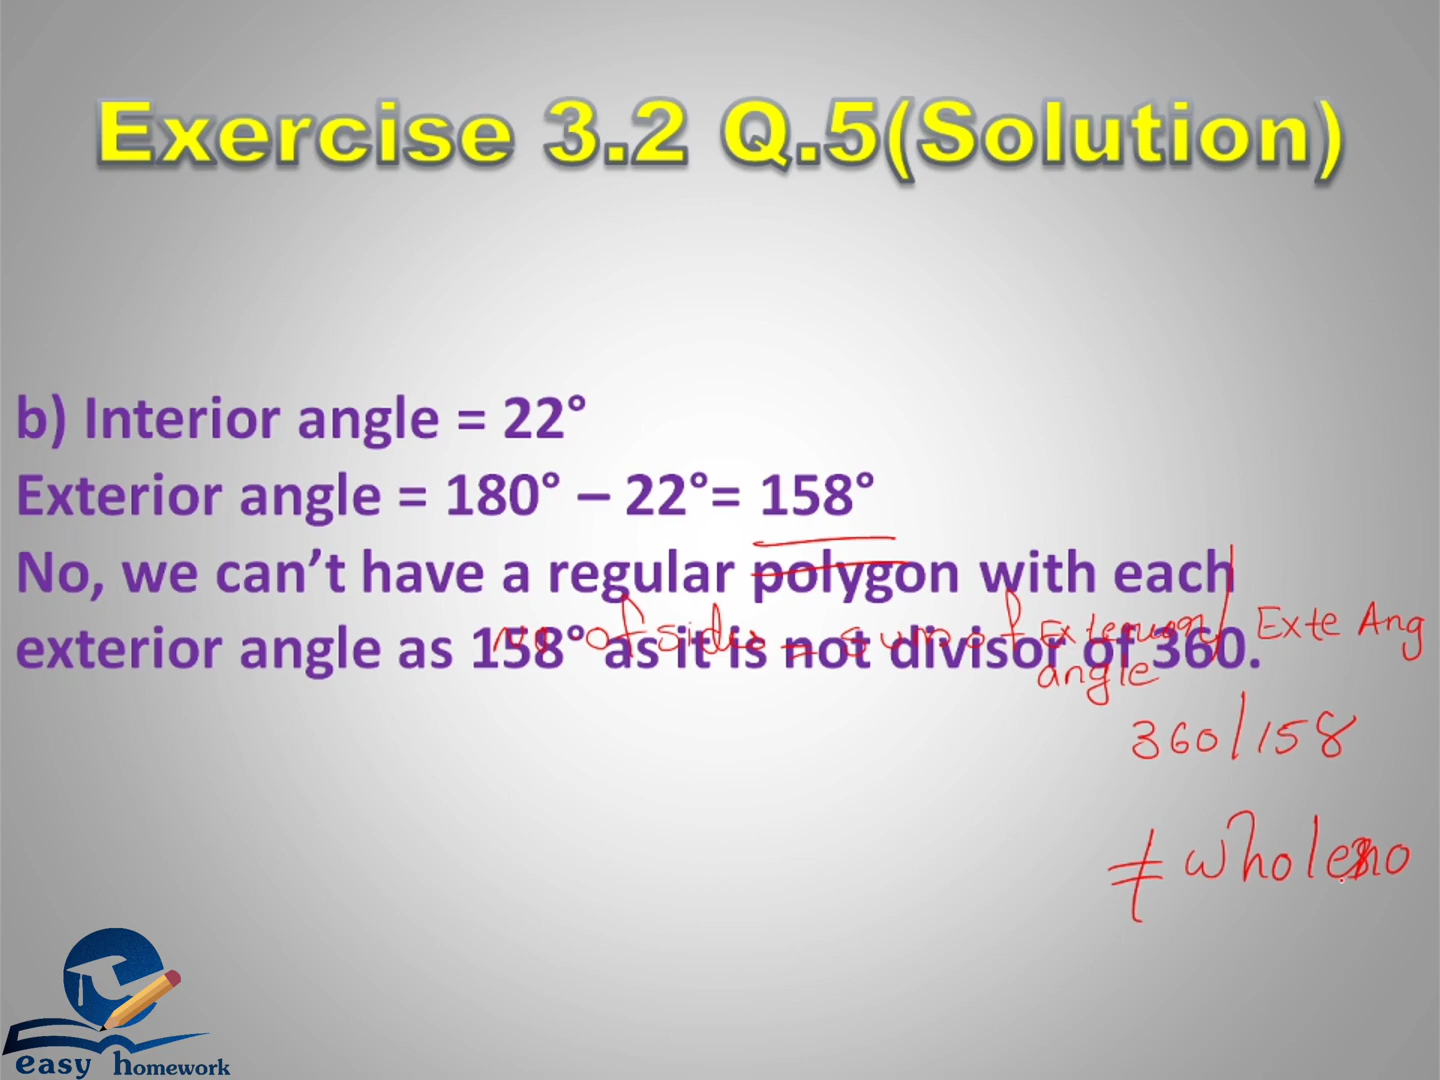 Exercise 3.2 Q.5(Solution)
b) Interior angle = 22°
Exterior angle = 180° – 22°= 158°
No, we can’t have a regular polygon with each
exterior angle as 158° as it is not divisor of 360.
No of sides = sum of Exterior / Exte Ang
angle
360/158
≠ whole no
easy homework